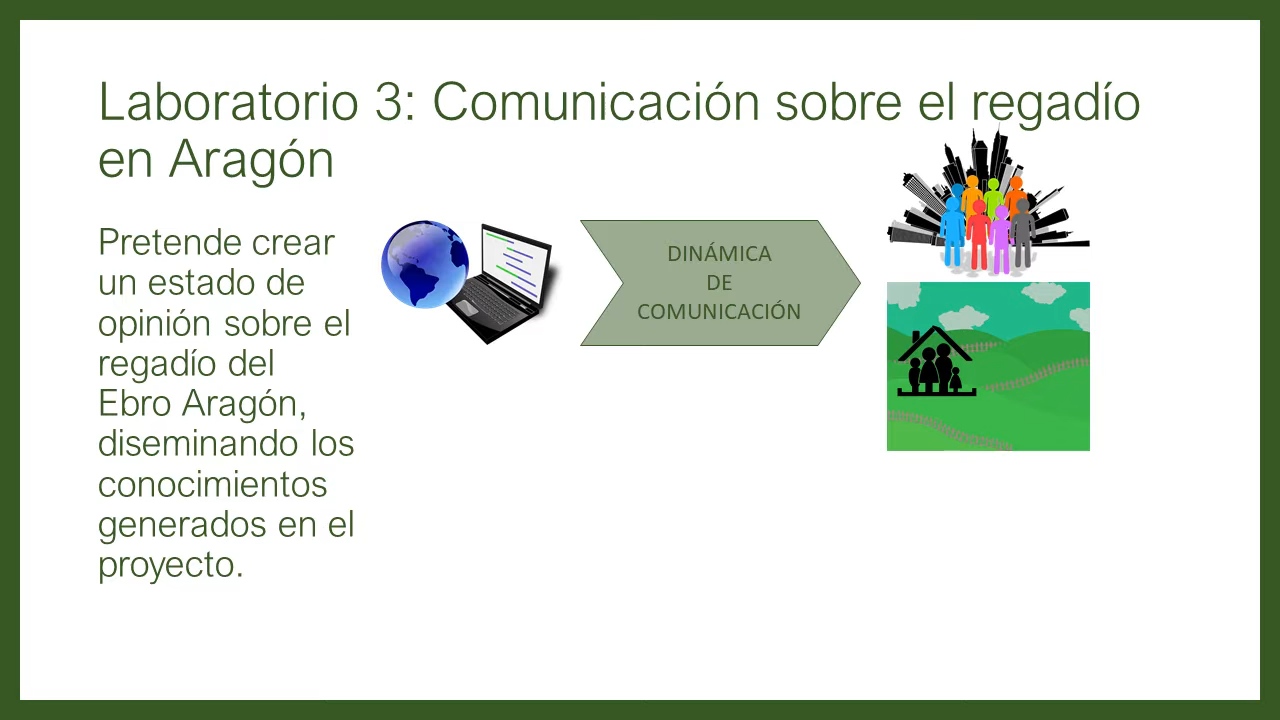 Laboratorio 3: Comunicación sobre el regadío
en Aragón
Pretende crear
un estado de
opinión sobre el
regadío del
Ebro Aragón,
diseminando los
conocimientos
generados en el
proyecto.
DINÁMICA
DE
COMUNICACIÓN